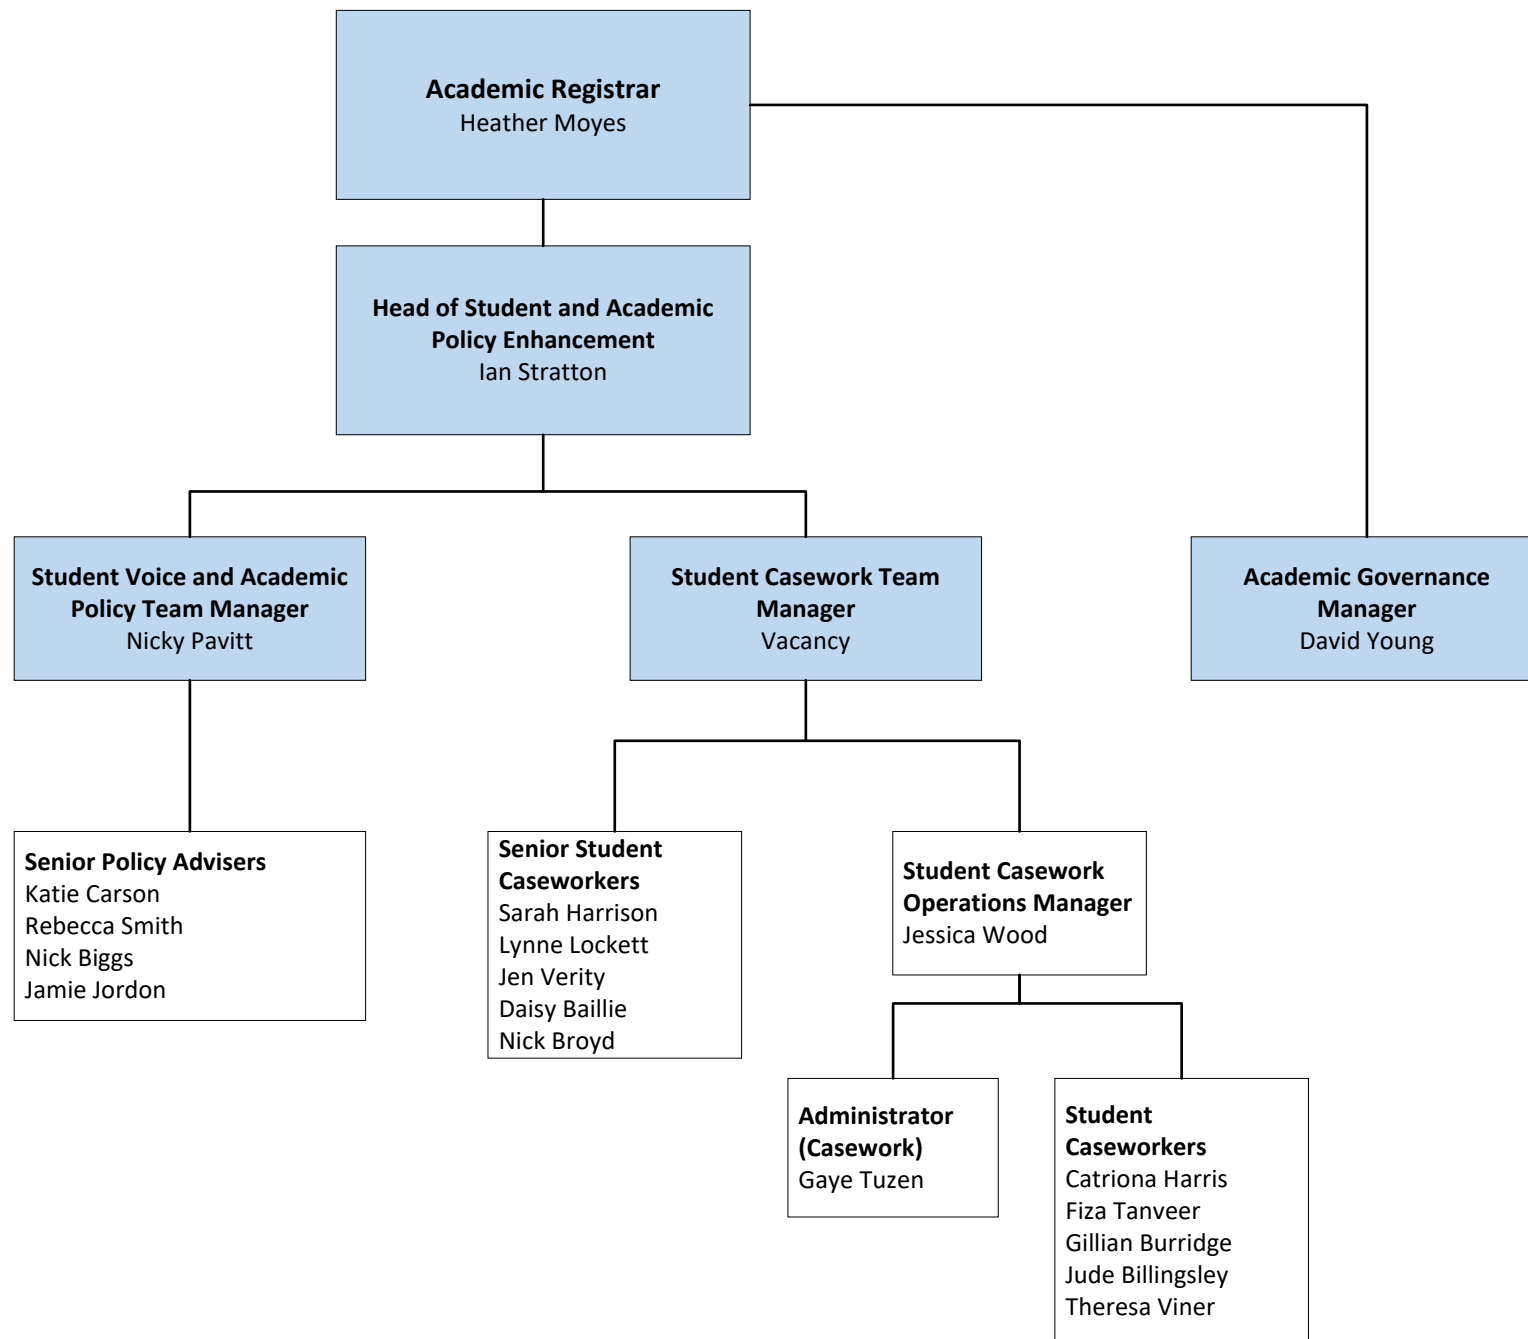 Academic Registrar
Heather Moyes
Head of Student and Academic
Policy Enhancement
Ian Stratton
Student Voice and Academic
Policy Team Manager
Nicky Pavitt
Student Casework Team
Manager
Vacancy
Academic Governance
Manager
David Young
Senior Policy Advisers
Katie Carson
Rebecca Smith
Nick Biggs
Jamie Jordon
Senior Student
Caseworkers
Sarah Harrison
Lynne Lockett
Jen Verity
Daisy Baillie
Nick Broyd
Student Casework
Operations Manager
Jessica Wood
Administrator
(Casework)
Gaye Tuzen
Student
Caseworkers
Catriona Harris
Fiza Tanveer
Gillian Burridge
Jude Billingsley
Theresa Viner